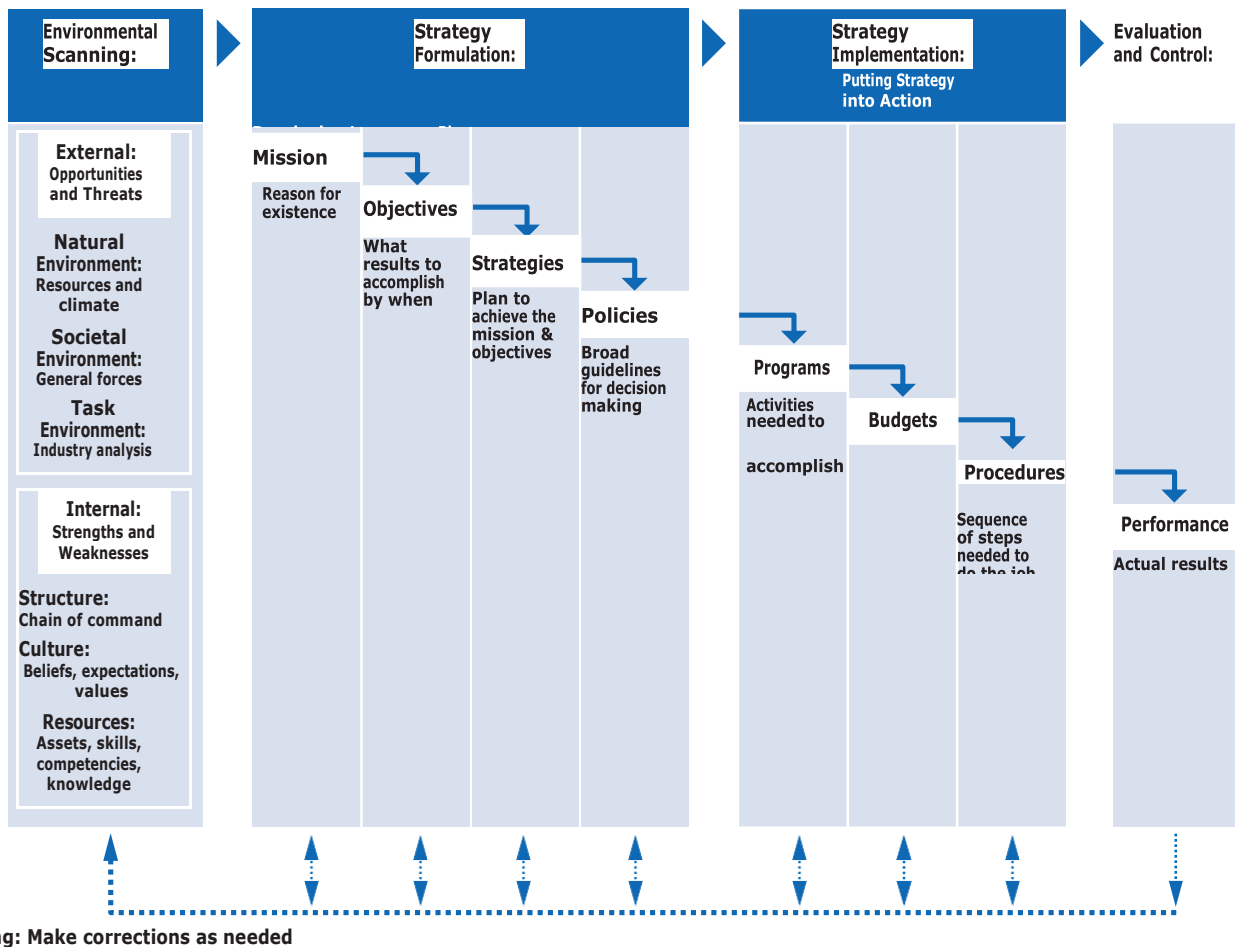 Environmental
Scanning:
Strategy
Formulation:
Strategy
Implementation:
Putting Strategy
into Action
Evaluation
and Control:
External:
Opportunities
and Threats
Natural
Environment:
Resources and
climate
Societal
Environment:
General forces
Task
Environment:
Industry analysis
Internal:
Strengths and
Weaknesses
Structure:
Chain of command
Culture:
Beliefs, expectations,
values
Resources:
Assets, skills,
competencies,
knowledge
Mission
Reason for
existence
Objectives
What
results to
accomplish
by when
Strategies
Plan to
achieve the
mission &
objectives
Policies
Broad
guidelines
for decision
making
Programs
Activities
needed to
accomplish
Budgets
Procedures
Sequence
of steps
needed to
do the job
Performance
Actual results
: Make corrections as needed